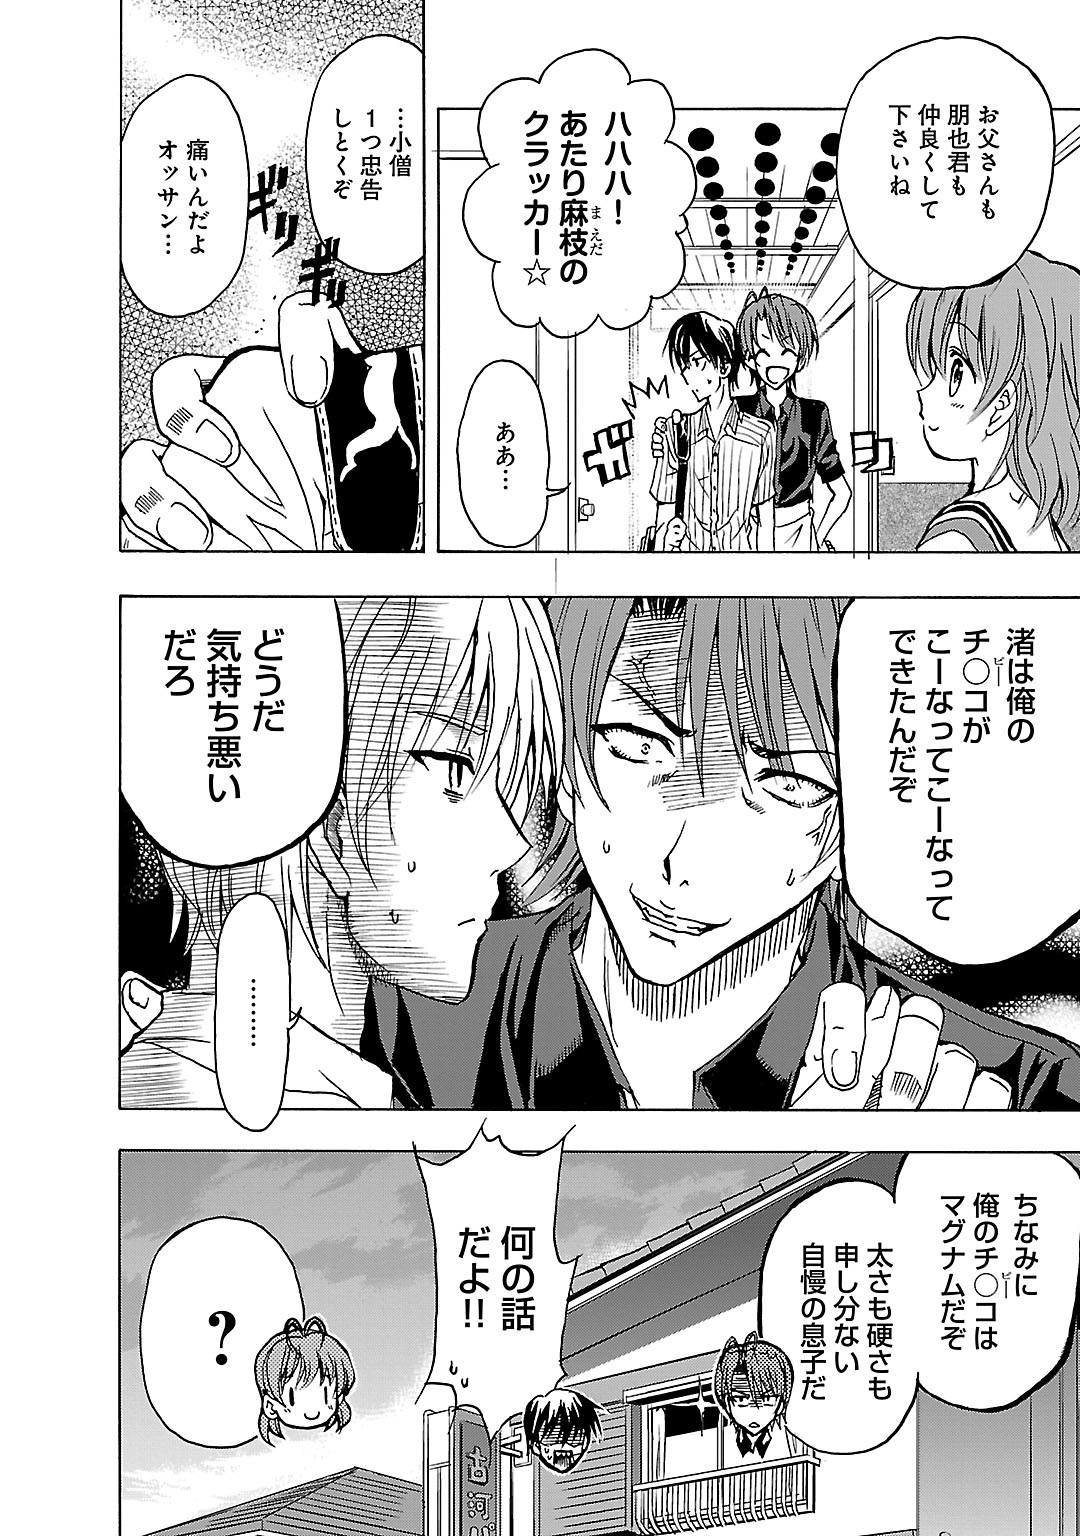 お父さんも
朋也君も
仲良くして
下さいね
ハハハ！
あたり麻枝の
まえだ
クラッカー☆
ああ…
ギ
ヨ
…小僧
１つ忠告
しとくぞ
痛いんだよ
オッサン…
ギギ
ギリ
渚は俺の
チ○コが
ピー
こーなってこーなって
できたんだぞ
どうだ
気持ち悪い
だろ
………
ちなみに
俺のチ○コは
ピー
マグナムだぞ
太さも硬さも
申し分ない
自慢の息子だ
何の話
だよ!!
？
古河パ